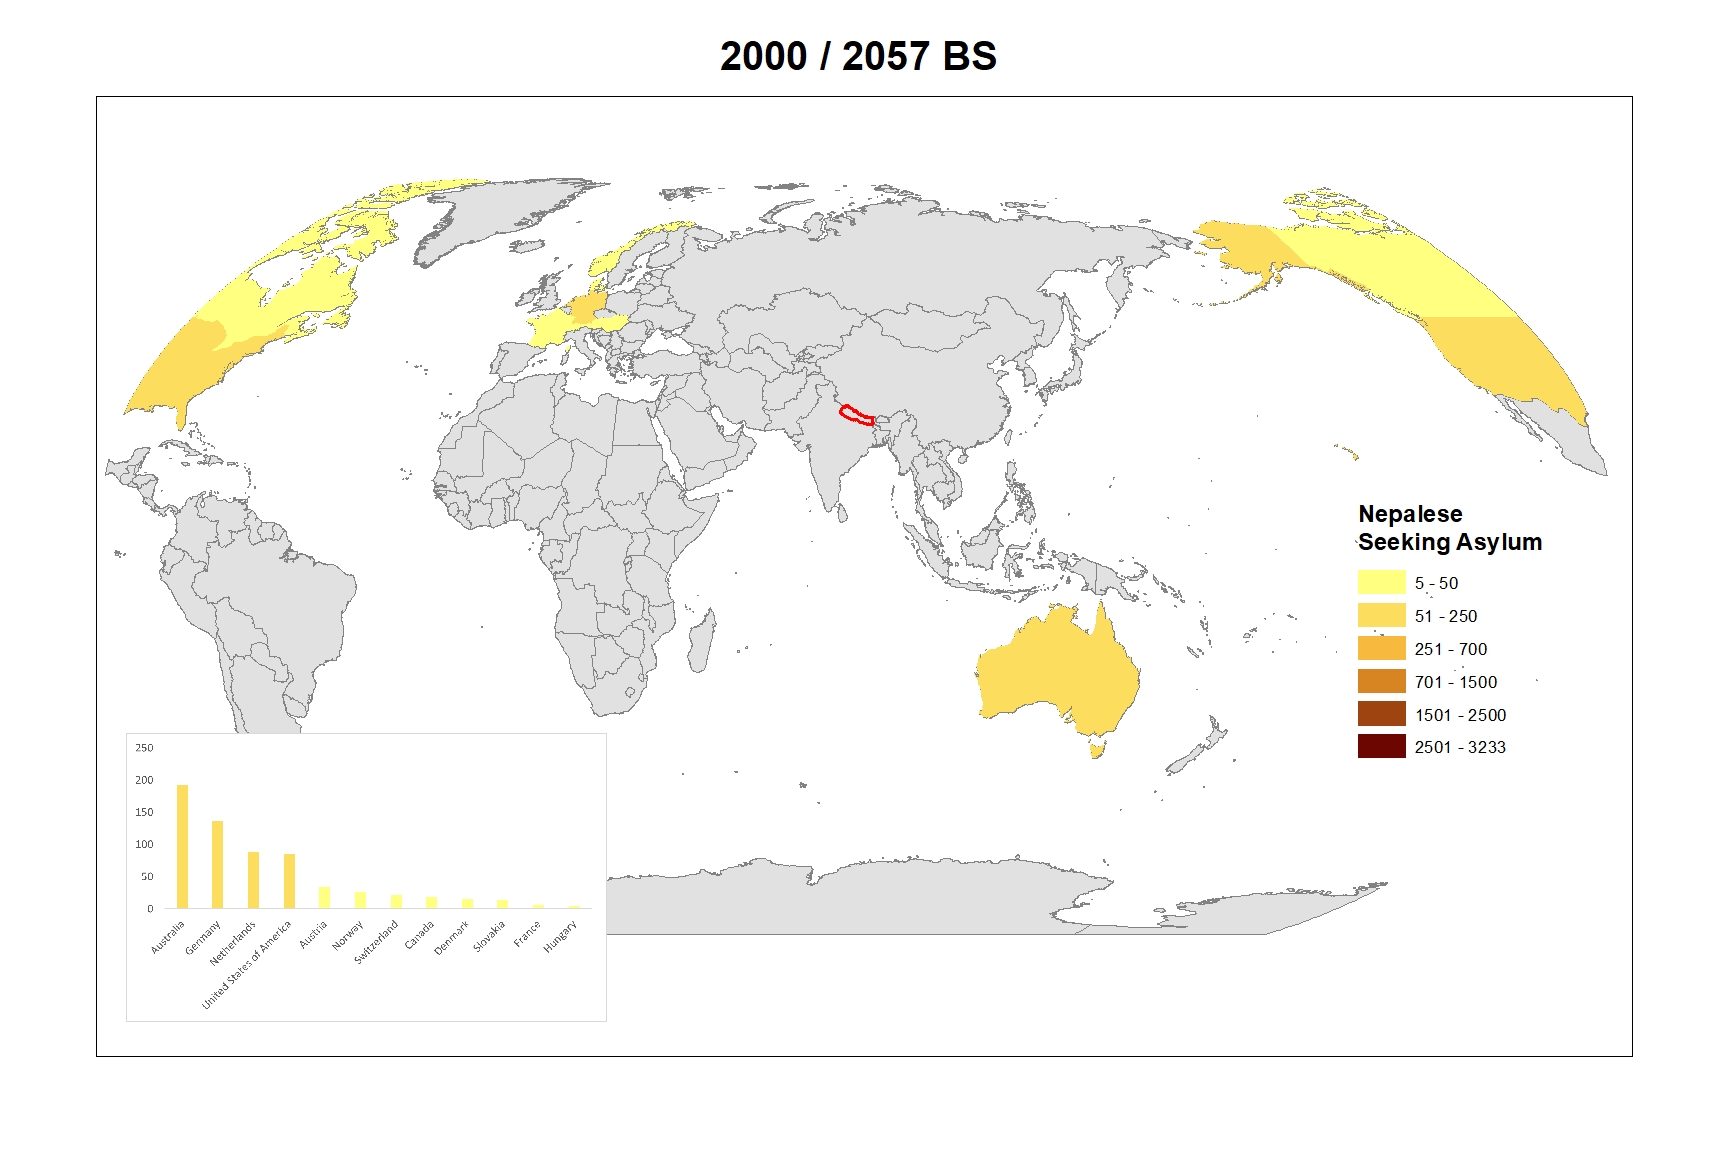 2000 / 2057 BS
Nepalese
Seeking Asylum
5 - 50
51 - 250
251 - 700
701 - 1500
1501 - 2500
2501 - 3233
250
200
150
100
50
0
Australia
Germany
Netherlands
United States of America
Austria
Norway
Switzerland
Canada
Denmark
Slovakia
France
Hungary